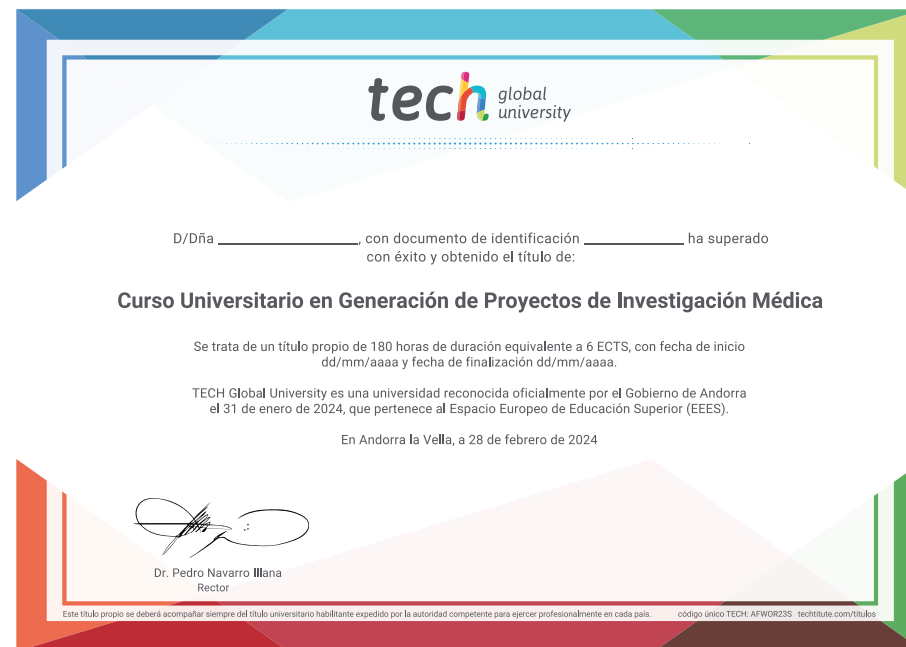 tech global university
D/Dña ____________, con documento de identificación ____________ ha superado
con éxito y obtenido el título de:
Curso Universitario en Generación de Proyectos de Investigación Médica
Se trata de un título propio de 180 horas de duración equivalente a 6 ECTS, con fecha de inicio
dd/mm/aaaa y fecha de finalización dd/mm/aaaa.
TECH Global University es una universidad reconocida oficialmente por el Gobierno de Andorra
el 31 de enero de 2024, que pertenece al Espacio Europeo de Educación Superior (EEES).
En Andorra la Vella, a 28 de febrero de 2024
Dr. Pedro Navarro Illana
Rector
Este título propio se deberá acompañar siempre del título universitario habilitante expedido por la autoridad competente para ejercer profesionalmente en cada país. código único TECH: AFWOR23S techtitute.com/titulos